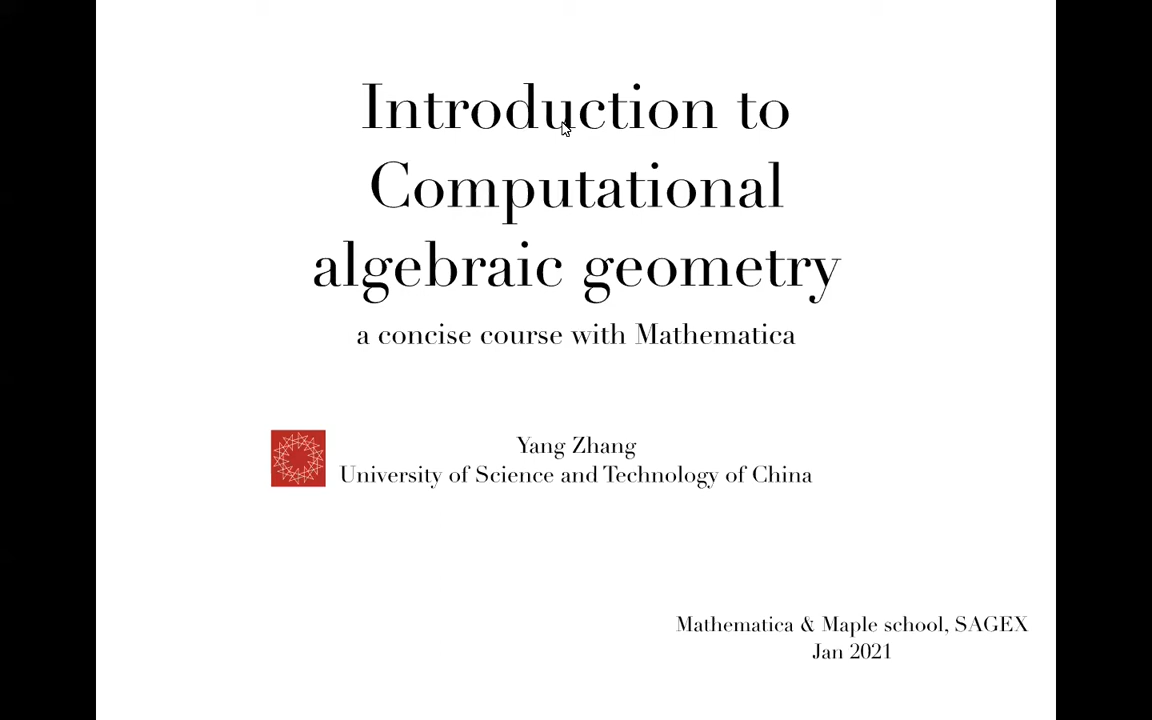 Introduction to
Computational
algebraic geometry
a concise course with Mathematica
Yang Zhang
University of Science and Technology of China
Mathematica & Maple school, SAGEX
Jan 2021